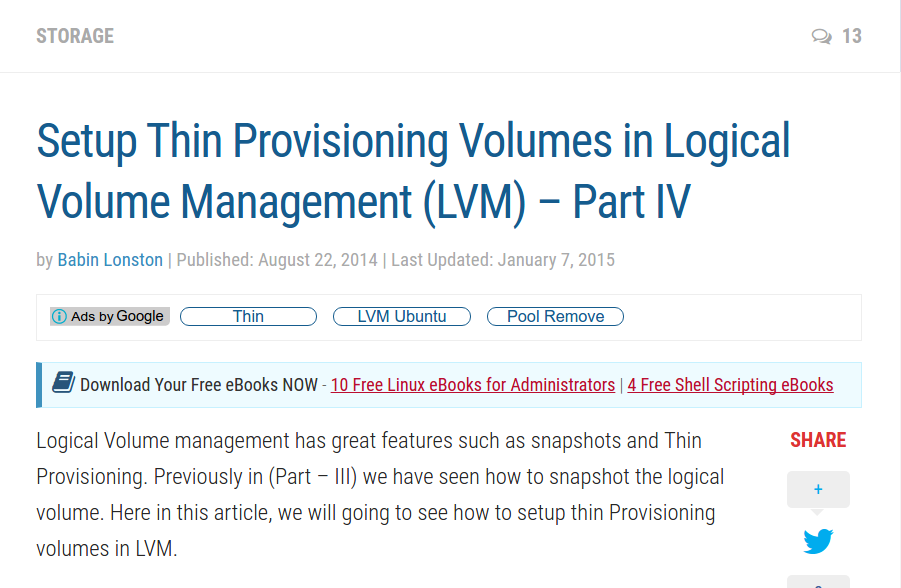 STORAGE
13
Setup Thin Provisioning Volumes in Logical
Volume Management (LVM) – Part IV
by Babin Lonston | Published: August 22, 2014 | Last Updated: January 7, 2015
Ads by Google
Thin
LVM Ubuntu
Pool Remove
Download Your Free eBooks NOW - 10 Free Linux eBooks for Administrators | 4 Free Shell Scripting eBooks
Logical Volume management has great features such as snapshots and Thin
Provisioning. Previously in (Part – III) we have seen how to snapshot the logical
volume. Here in this article, we will going to see how to setup thin Provisioning
volumes in LVM.
SHARE
+